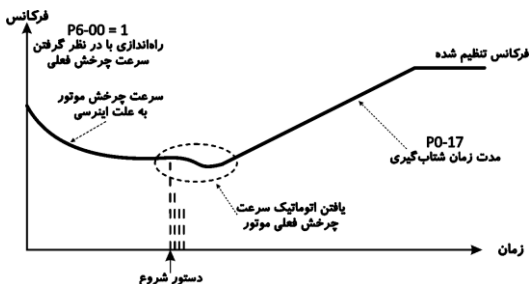 فرکانس
P6-00 = 1
راه‌اندازی با در نظر گرفتن
سرعت چرخش فعلی
فرکانس تنظیم شده
سرعت چرخش موتور
به علت اینرسی
P0-17
مدت زمان شتاب‌گیری
یافتن اتوماتیک سرعت
چرخش فعلی موتور
زمان
دستور شروع